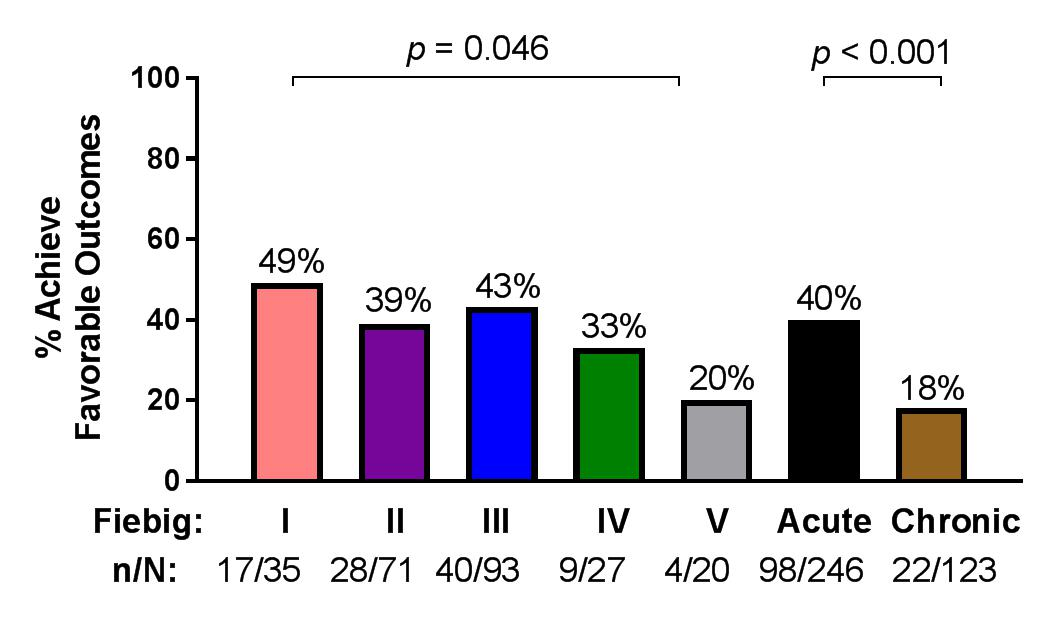 p = 0.046
p < 0.001
% Achieve
Favorable Outcomes
100
80
60
40
20
0
49%
39%
43%
33%
20%
40%
18%
Fiebig: I II III IV V Acute Chronic
n/N: 17/35 28/71 40/93 9/27 4/20 98/246 22/123